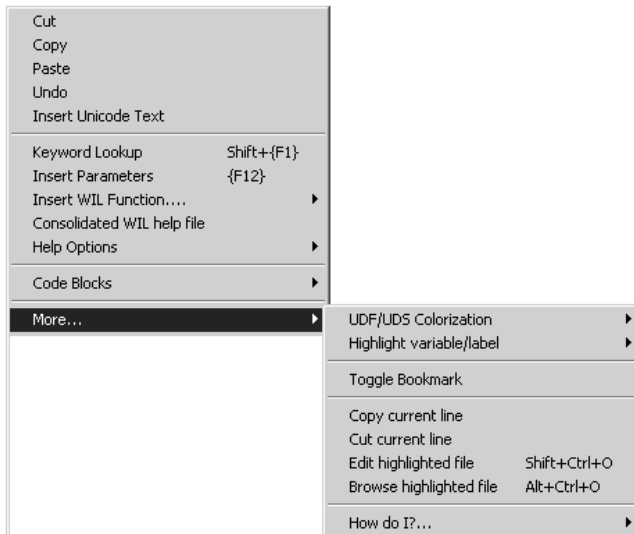 Cut
Copy
Paste
Undo
Insert Unicode Text
Keyword Lookup Shift+{F1}
Insert Parameters {F12}
Insert WIL Function....
Consolidated WIL help file
Help Options
Code Blocks
More...
UDF/UDS Colorization
Highlight variable/label
Toggle Bookmark
Copy current line
Cut current line
Edit highlighted file Shift+Ctrl+O
Browse highlighted file Alt+Ctrl+O
How do I?...